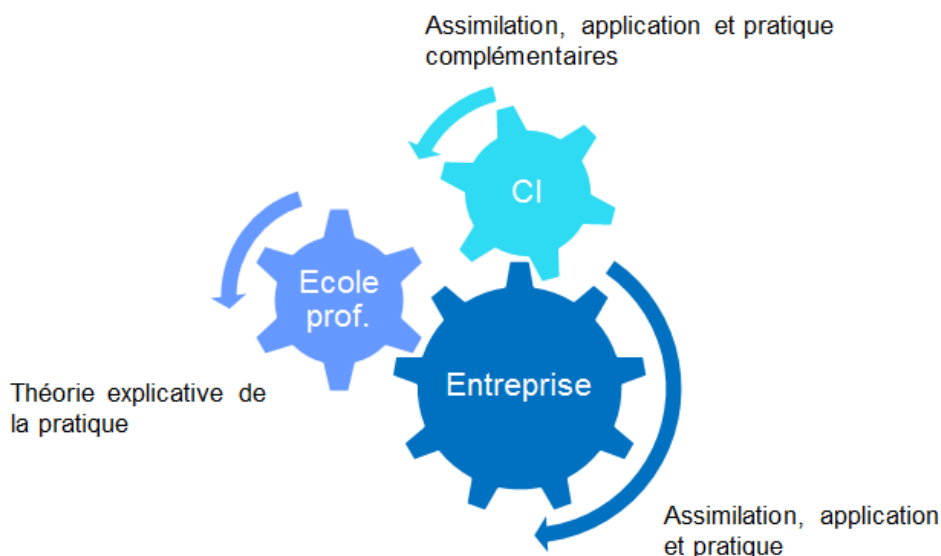 Assimilation, application et pratique
complémentaires
CI
Ecole
prof.
Entreprise
Théorie explicative de
la pratique
Assimilation, application
et pratique